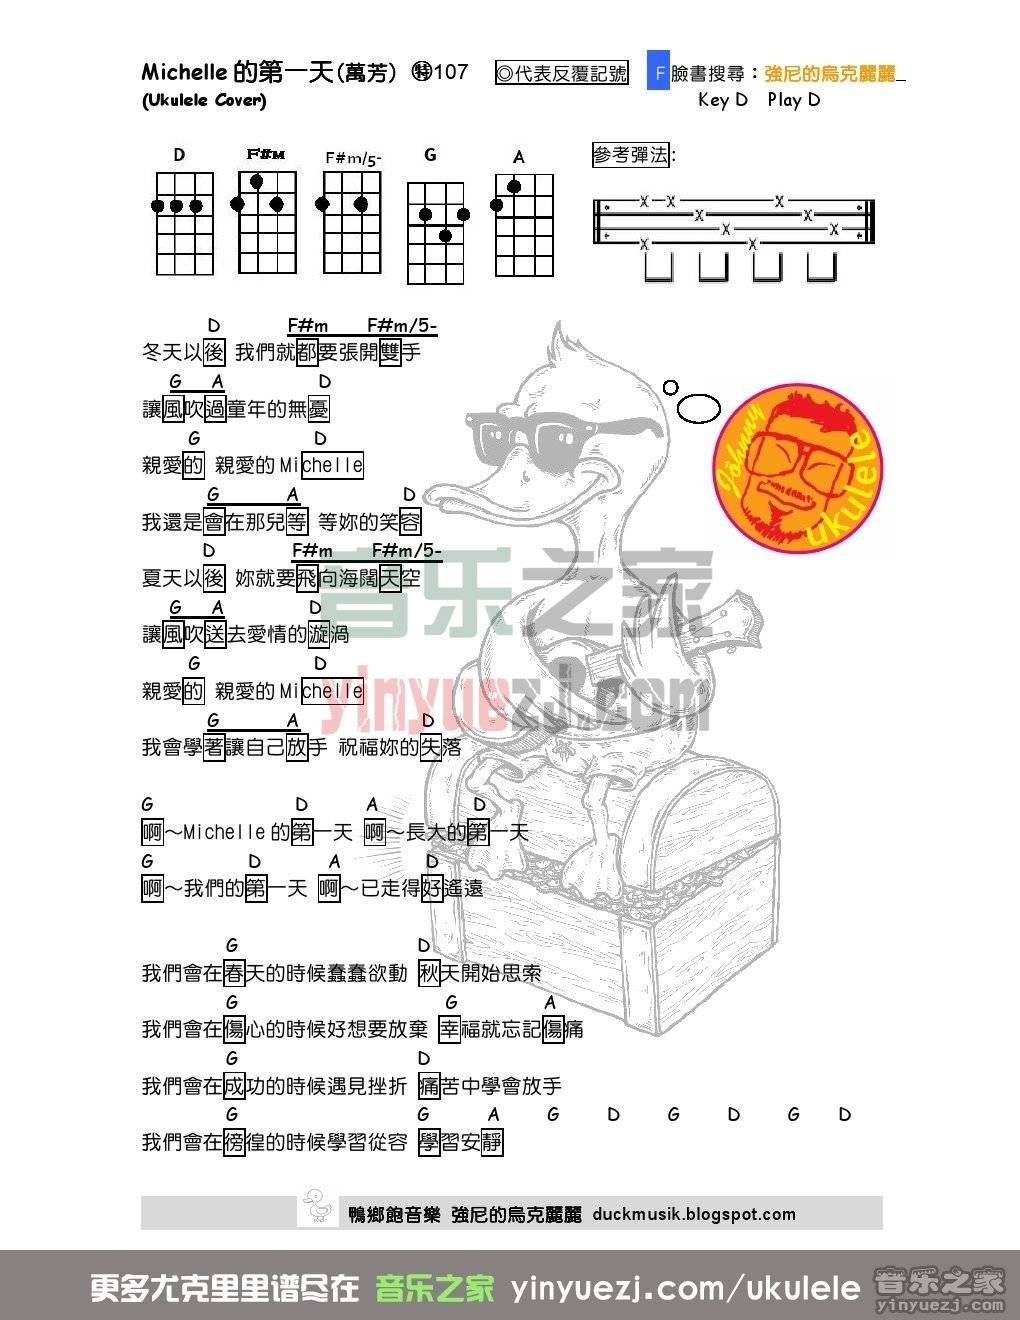 Michelle 的第一天(萬芳) ㊕107 ◎代表反覆記號 F 臉書搜尋：強尼的烏克麗麗_
(Ukulele Cover) Key D Play D
D F#M F#m/5- G A 參考彈法:
D F#m F#m/5-
冬天以後 我們就都要張開雙手
G A D
讓風吹過童年的無憂
G D
親愛的 親愛的 Michelle
G A D
我還是會在那兒等 等妳的笑容
D F#m F#m/5-
夏天以後 妳就要飛向海闊天空
G A D
讓風吹送去愛情的漩渦
G D
親愛的 親愛的 Michelle
G A D
我會學著讓自己放手 祝福妳的失落
G D A D
啊～Michelle 的第一天 啊～長大的第一天
G D A D
啊～我們的第一天 啊～已走得好遙遠
G D
我們會在春天的時候蠢蠢欲動 秋天開始思索
G G A
我們會在傷心的時候好想要放棄 幸福就忘記傷痛
G D
我們會在成功的時候遇見挫折 痛苦中學會放手
G G A G D G D G D
我們會在徬徨的時候學習從容 學習安靜
Jöhnny ukulele
音乐之家
yinyuezj.com
鴨鄉飽音樂 強尼的烏克麗麗 duckmusik.blogspot.com
更多尤克里里谱尽在 音乐之家 yinyuezj.com/ukulele
音乐之家
yinyuezj.com